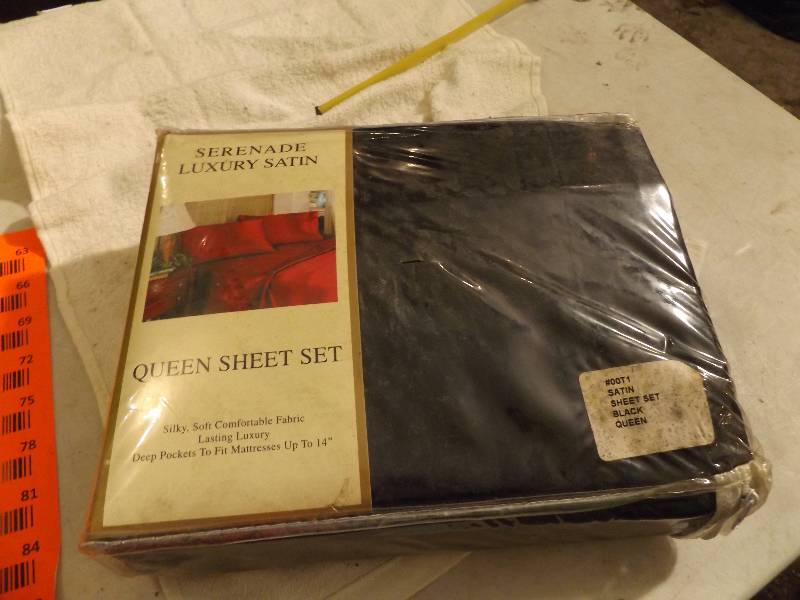 SERENADE
LUXURY SATIN
QUEEN SHEET SET
Silky, Soft Comfortable Fabric
Lasting Luxury
Deep Pockets To Fit Mattresses Up To 14"
#00T1
SATIN
SHEET SET
BLACK
QUEEN
63
66
69
72
75
78
81
84